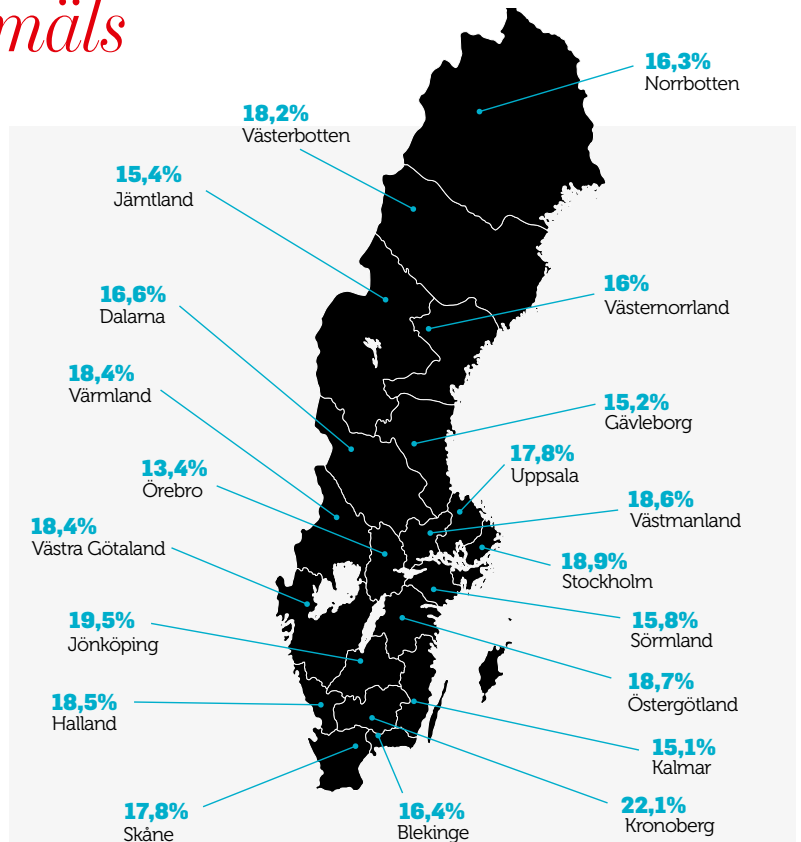 mäls
16,3%
Norrbotten
18,2%
Västerbotten
15,4%
Jämtland
16%
Västernorrland
16,6%
Dalarna
18,4%
Värmland
15,2%
Gävleborg
17,8%
Uppsala
13,4%
Örebro
18,6%
Västmanland
18,4%
Västra Götaland
18,9%
Stockholm
19,5%
Jönköping
15,8%
Sörmland
18,7%
Östergötland
18,5%
Halland
15,1%
Kalmar
17,8%
Skåne
16,4%
Blekinge
22,1%
Kronoberg